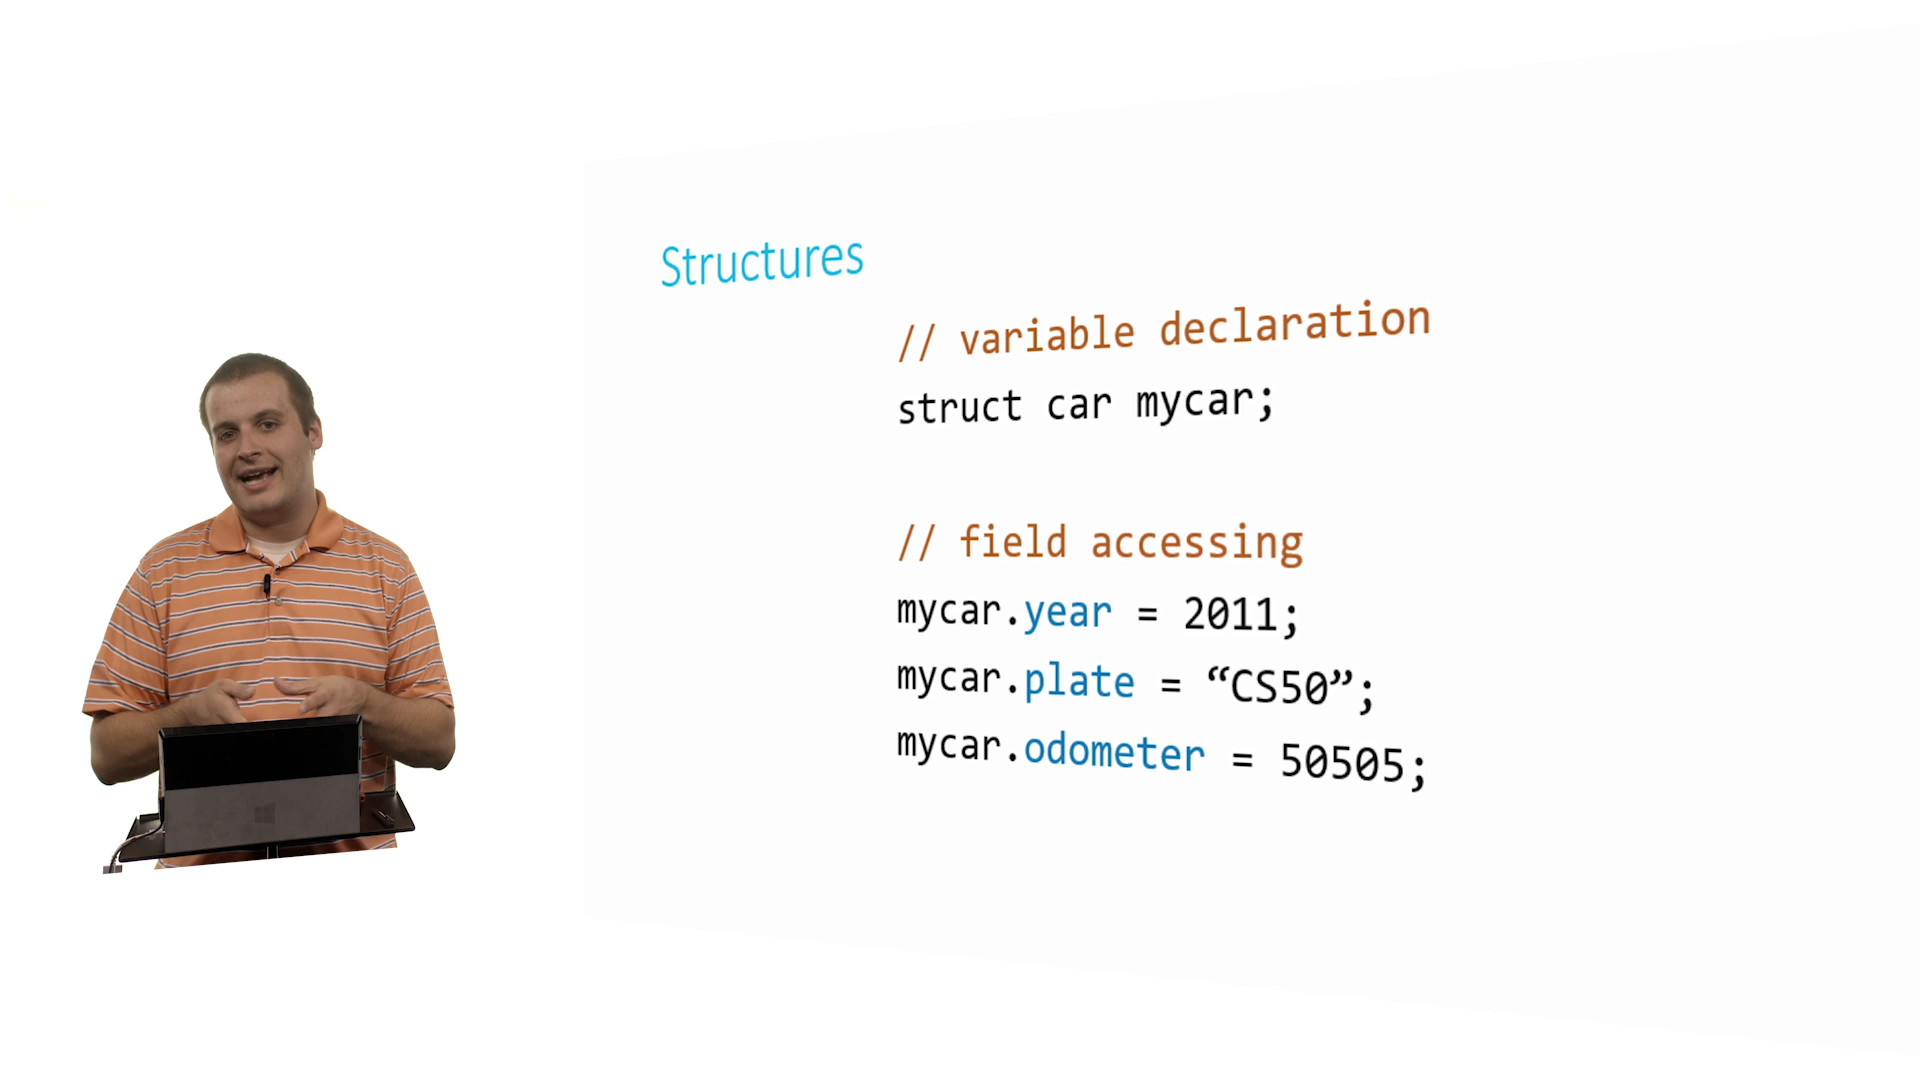 Structures
// variable declaration
struct car mycar;
// field accessing
mycar.year = 2011;
mycar.plate = “CS50”;
mycar.odometer = 50505;